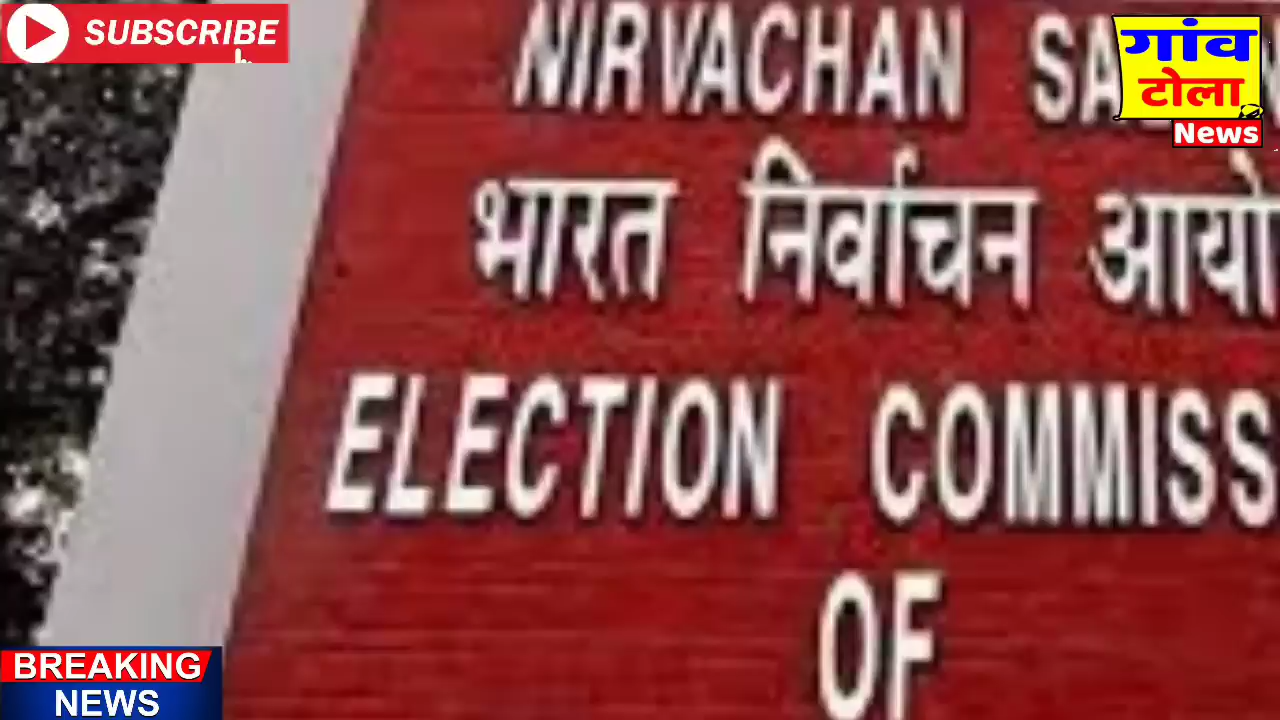 SUBSCRIBE
NIRVACHAN
गांव
टोला
News
भारत निर्वाचन
ELECTION
OF
BREAKING
NEWS